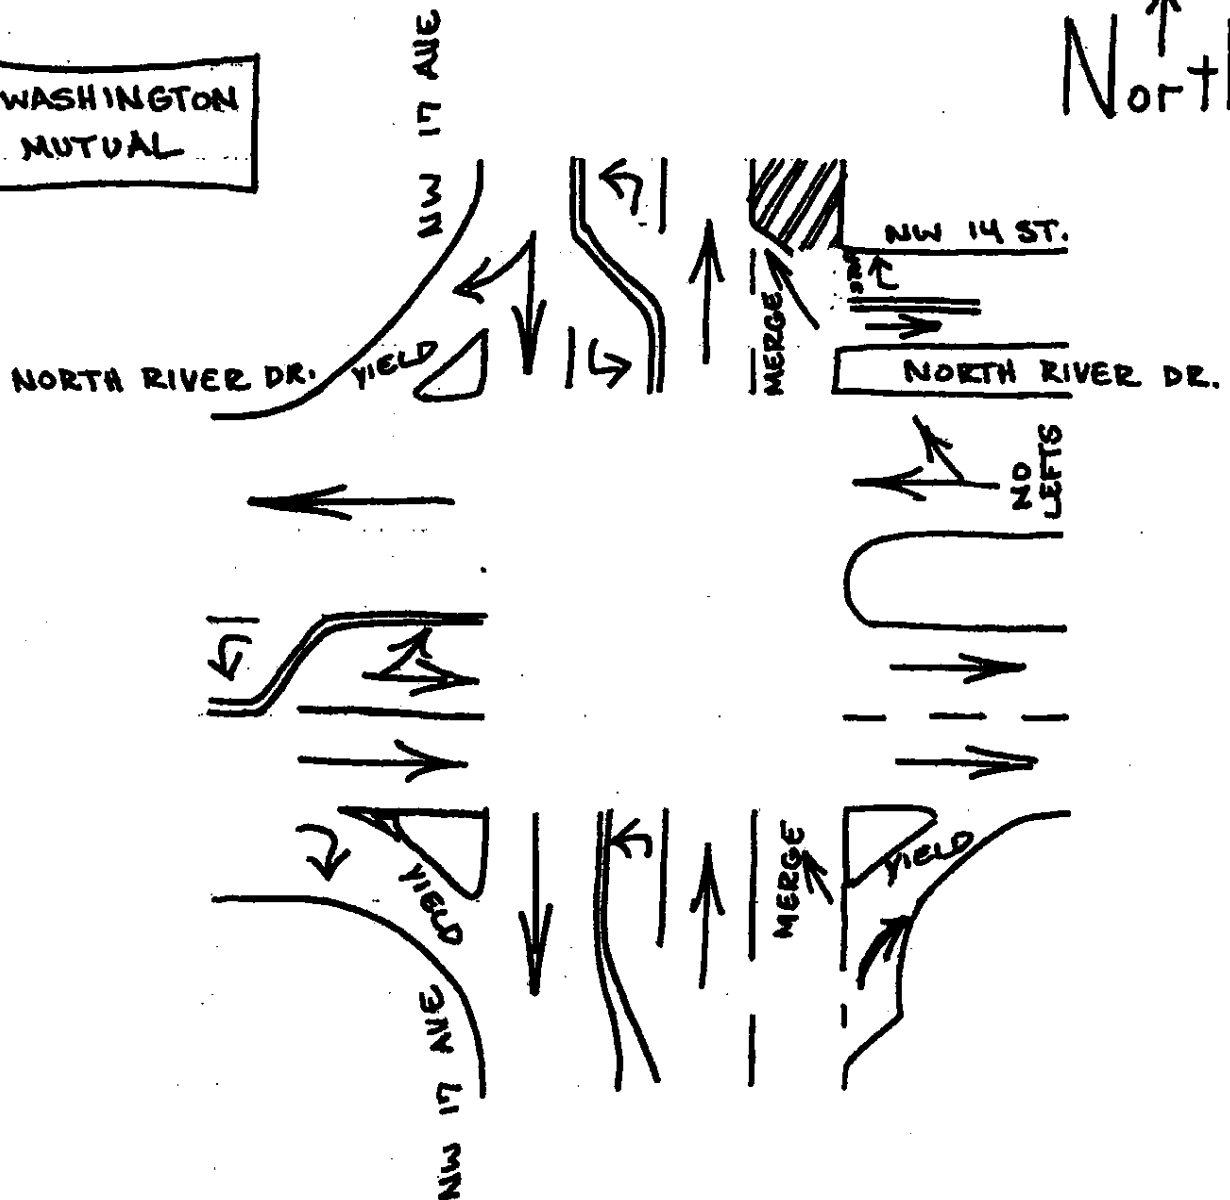 NW 17 AVE
North
WASHINGTON
MUTUAL
NW 14 ST.
MERGE
YIELD
NORTH RIVER DR.
NORTH RIVER DR.
NO
LEFTS
MERGE
YIELD
YIELD
NW 17 AVE